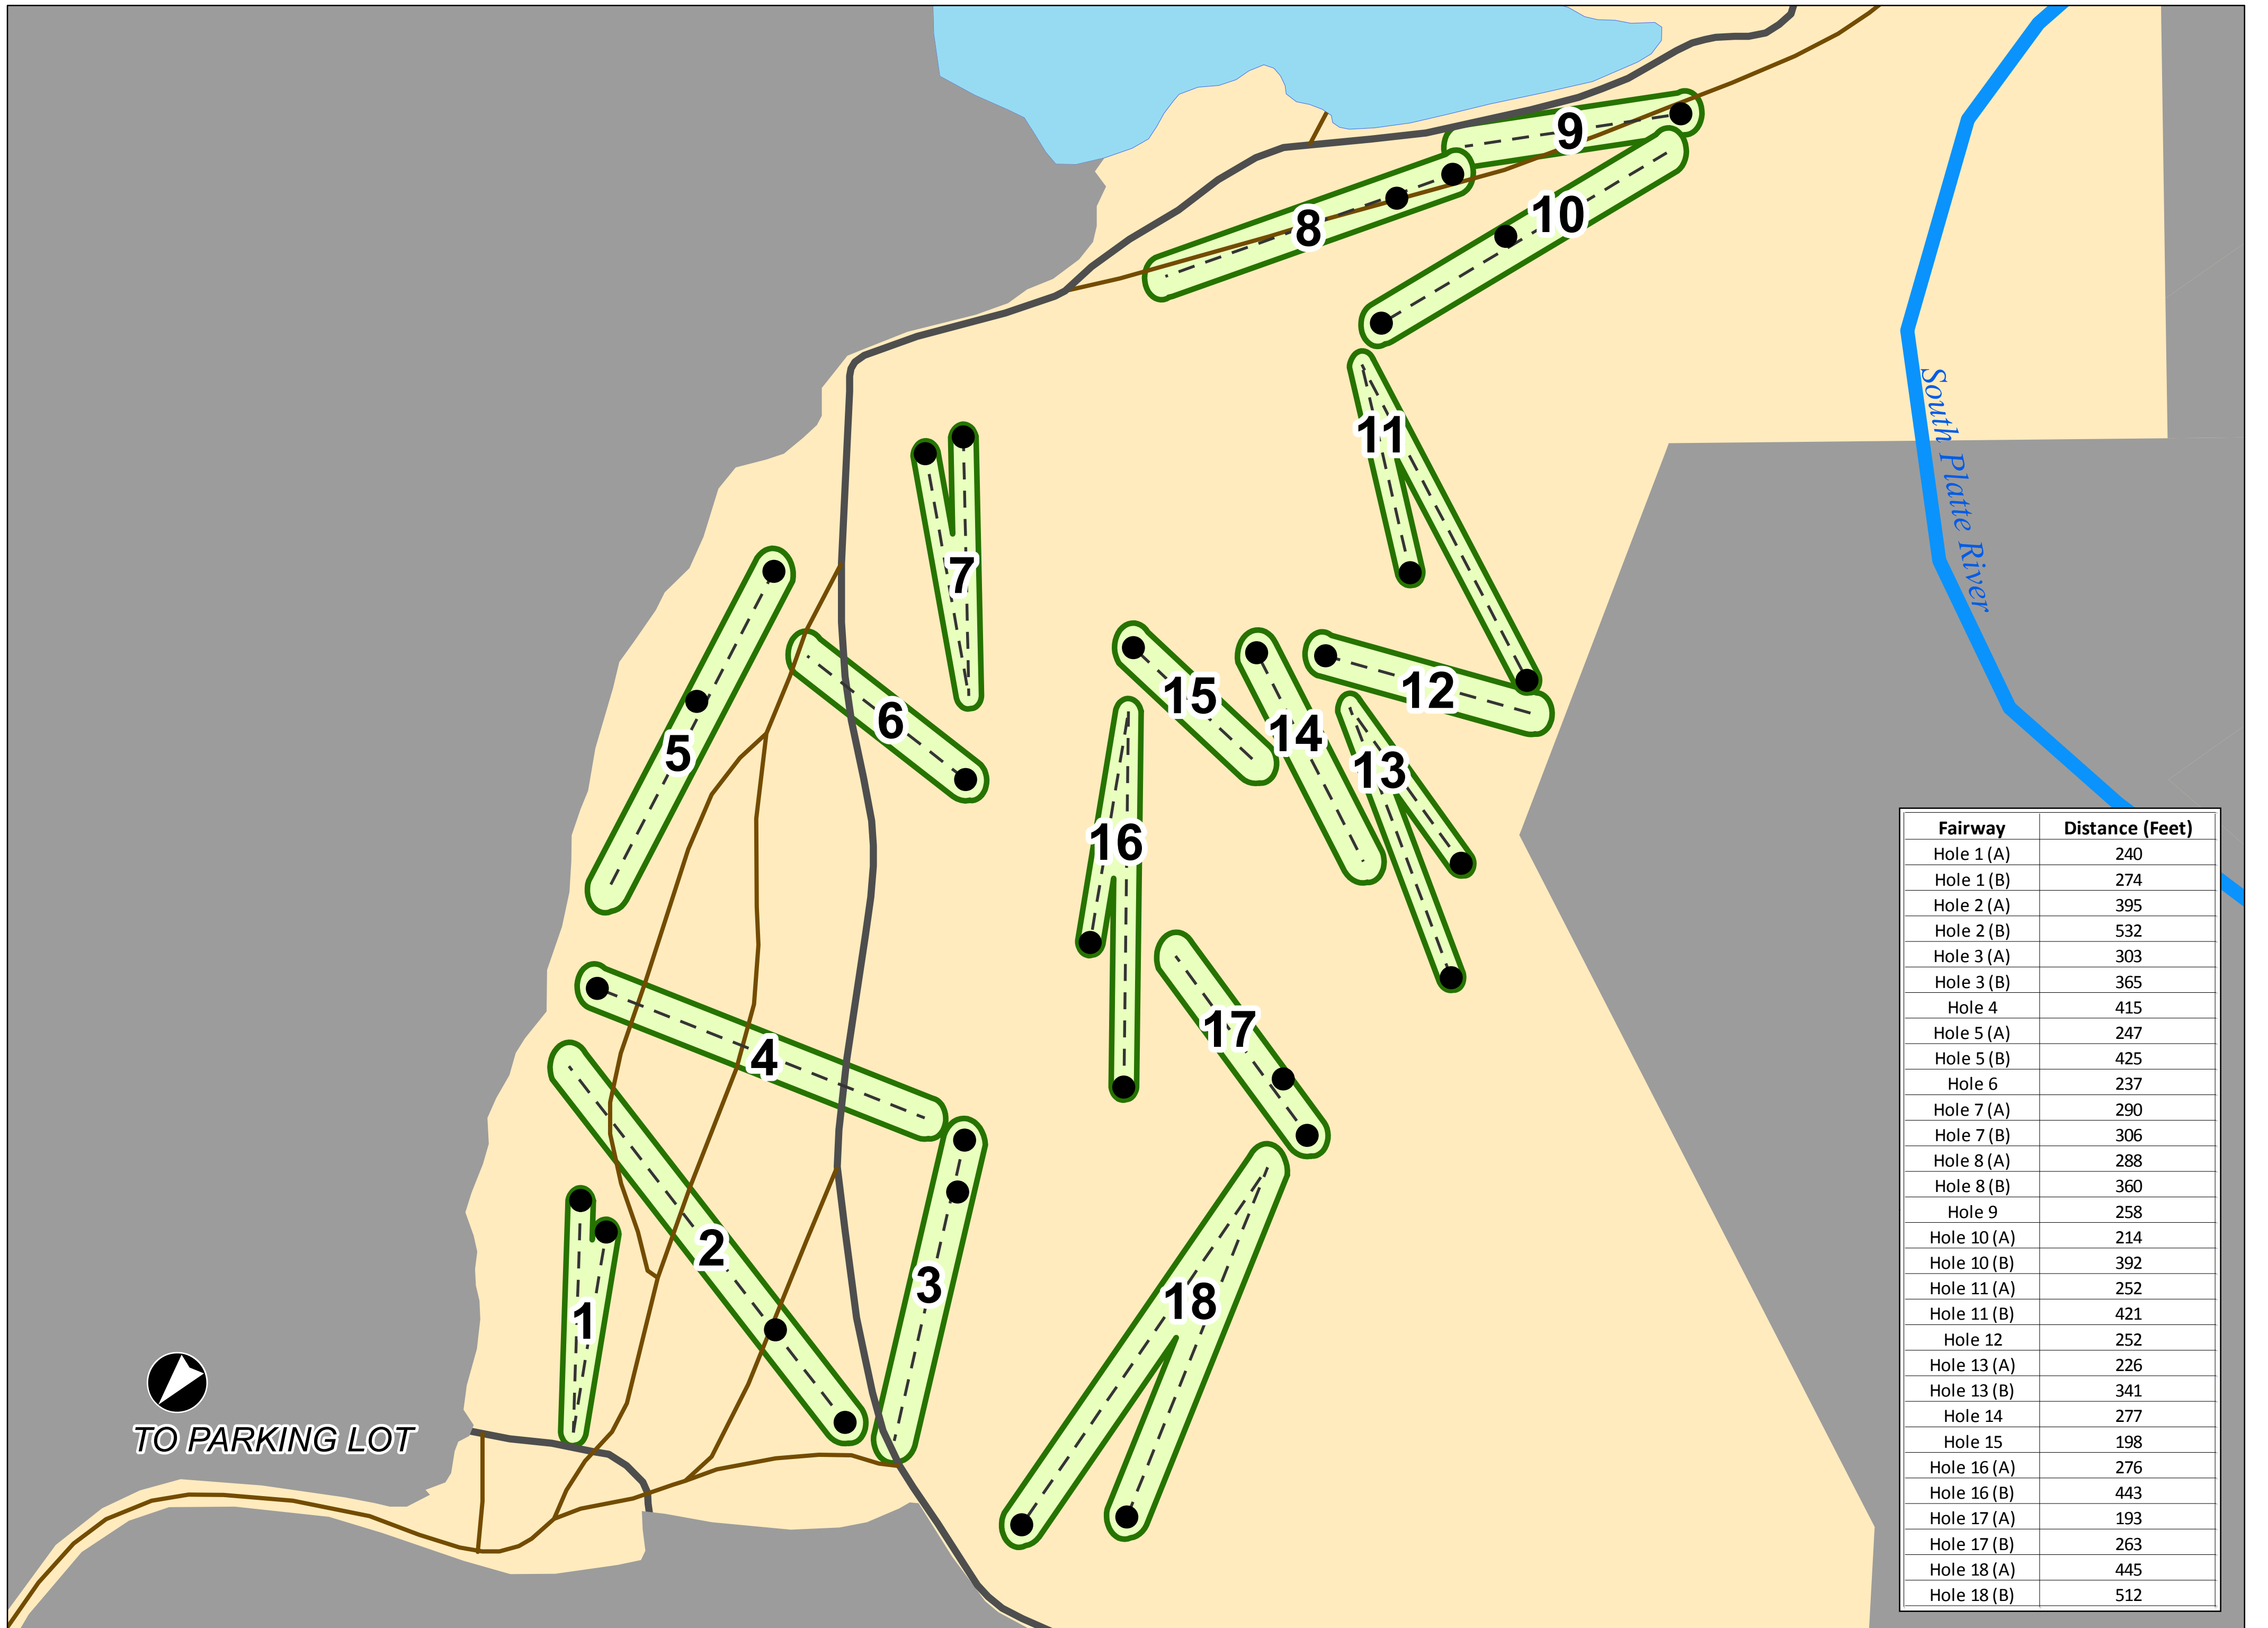 9
10
8
11
7
South Platte River
12
15
6
14
5
13
16
17
4
2
3
18
1
TO PARKING LOT
Fairway Distance (Feet)
Hole 1 (A) 240
Hole 1 (B) 274
Hole 2 (A) 395
Hole 2 (B) 532
Hole 3 (A) 303
Hole 3 (B) 365
Hole 4 415
Hole 5 (A) 247
Hole 5 (B) 425
Hole 6 237
Hole 7 (A) 290
Hole 7 (B) 306
Hole 8 (A) 288
Hole 8 (B) 360
Hole 9 258
Hole 10 (A) 214
Hole 10 (B) 392
Hole 11 (A) 252
Hole 11 (B) 421
Hole 12 252
Hole 13 (A) 226
Hole 13 (B) 341
Hole 14 277
Hole 15 198
Hole 16 (A) 276
Hole 16 (B) 443
Hole 17 (A) 193
Hole 17 (B) 263
Hole 18 (A) 445
Hole 18 (B) 512